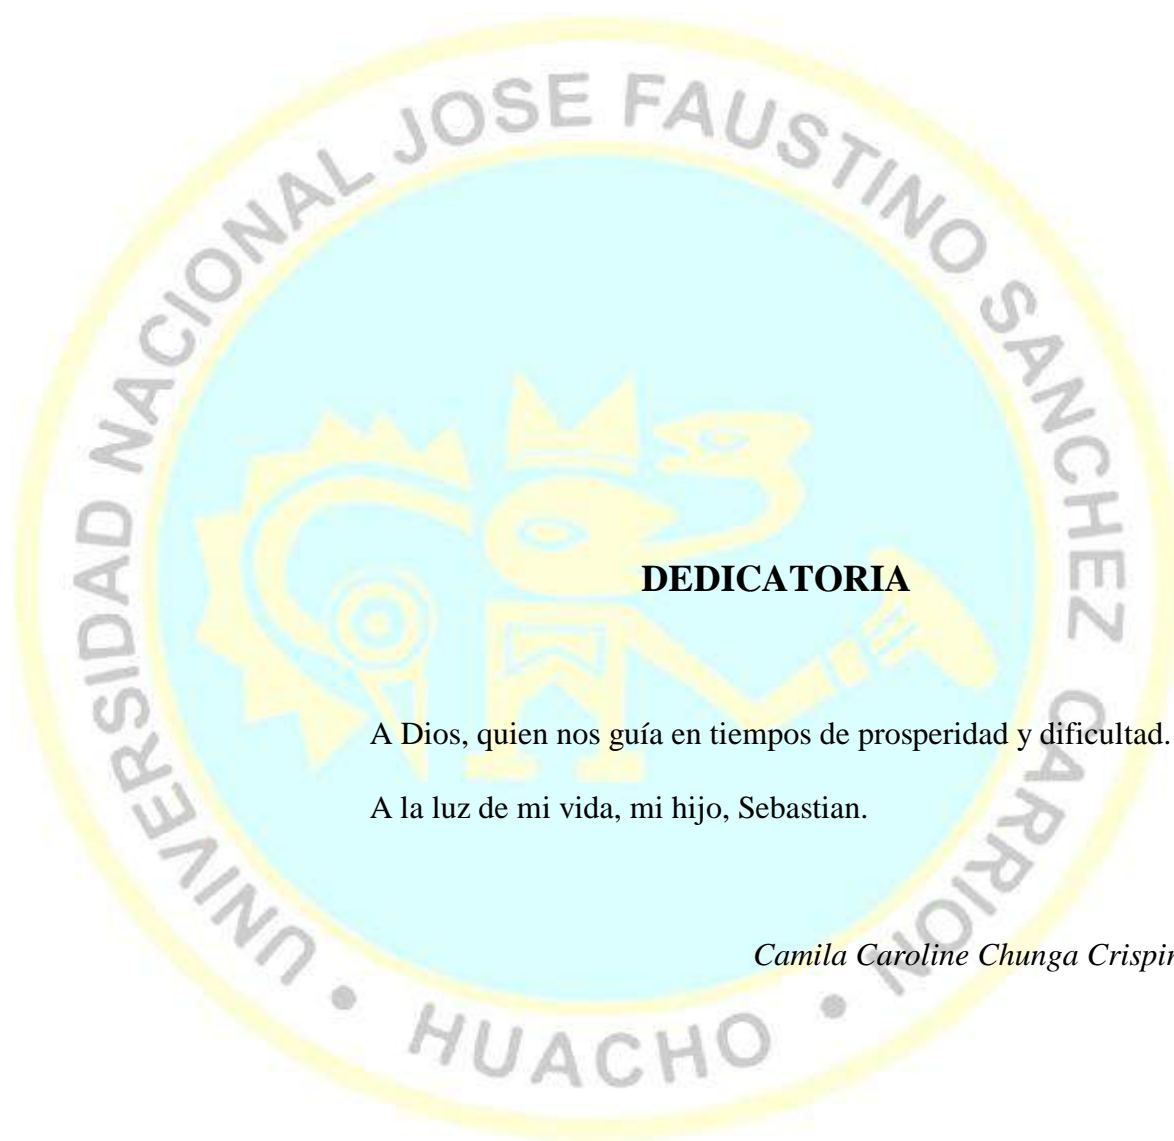 UNIVERSIDAD NACIONAL JOSE FAUSTINO SANCHEZ CARRION
• HUACHO •
DEDICATORIA
A Dios, quien nos guía en tiempos de prosperidad y dificultad.
A la luz de mi vida, mi hijo, Sebastian.
Camila Caroline Chunga Crispin